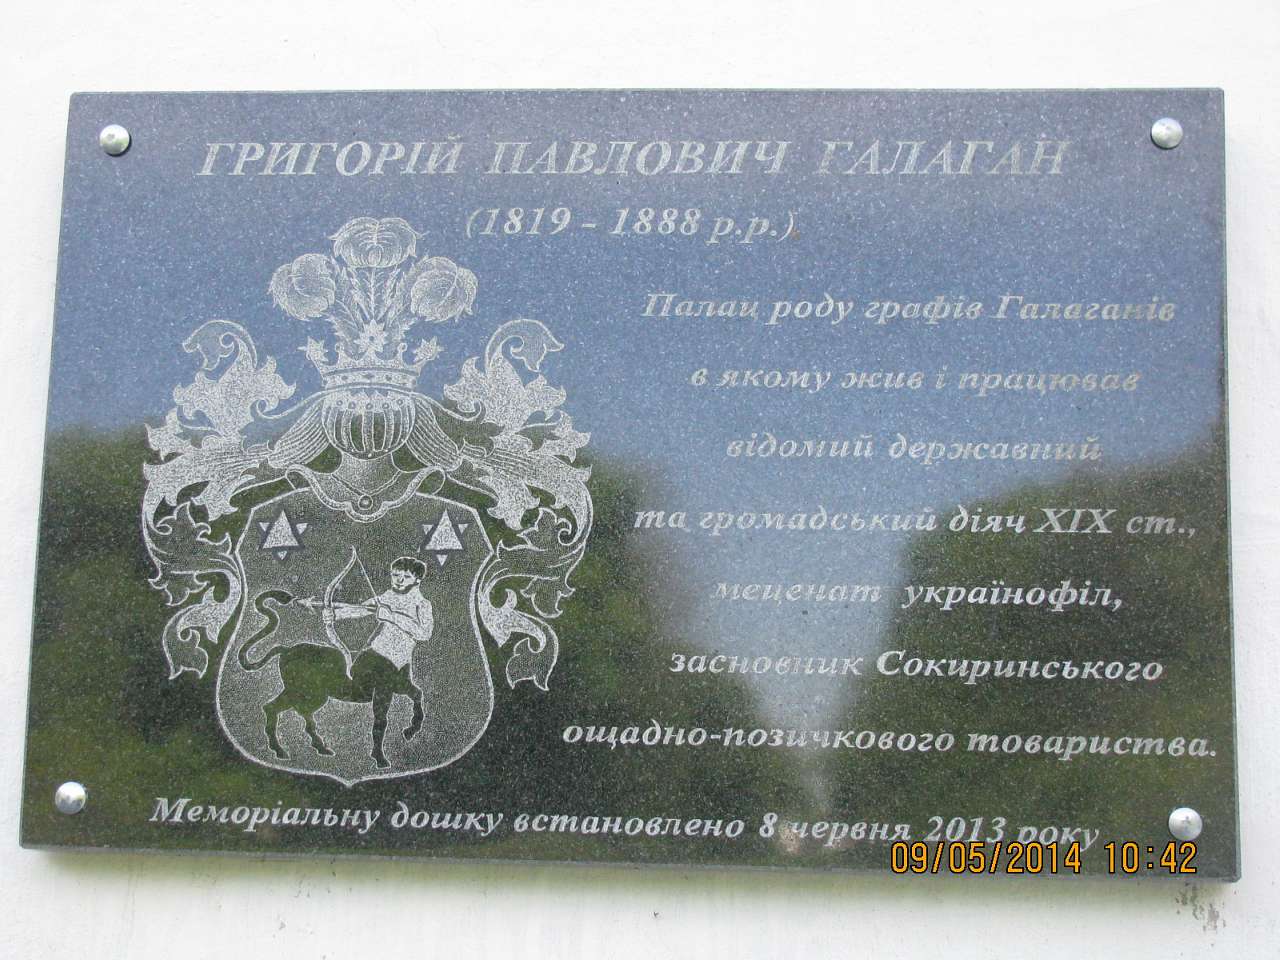 ГРИГОРІЙ ПАВЛОВИЧ ГАЛАГАН
(1819 - 1888 р.р.)
Палац роду графів Галаганів
в якому жив і працював
відомий державний
та громадський діяч XIX ст.,
меценат українофіл,
засновник Сокиринського
ощадно-позичкового товариства.
Меморіальну дошку встановлено 8 червня 2013 року
09/05/2014 10:42